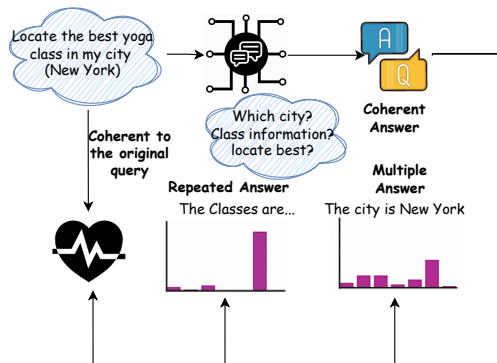 Locate the best yoga
class in my city
(New York)
A
Q
Coherent
Answer
Which city?
Class information?
locate best?
Coherent to
the original
query
Repeated Answer
The Classes are...
Multiple
Answer
The city is New York